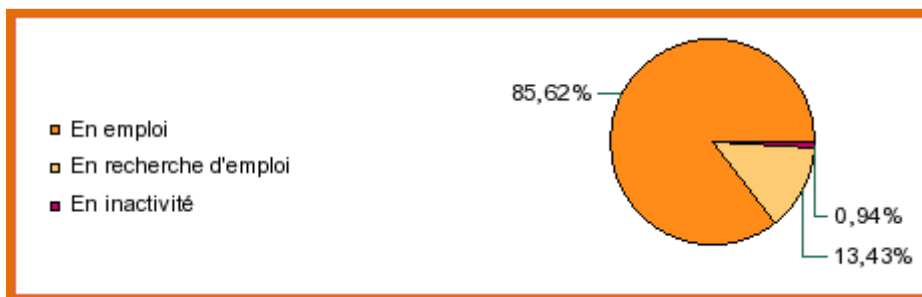 85,62%
En emploi
En recherche d'emploi
En inactivité
0,94%
13,43%